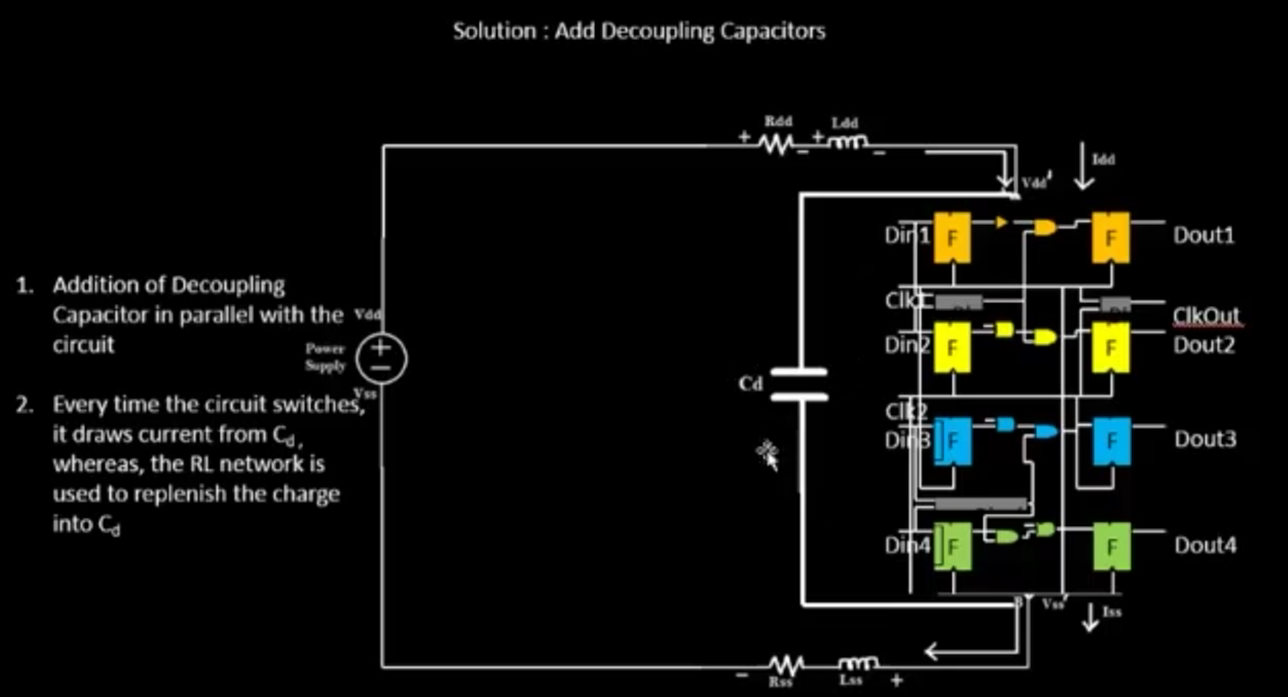 Solution : Add Decoupling Capacitors
Rdd
Ldd
+
+
Idd
Vdd'
Din1
F
F
Dout1
Clk1
ClkOut
1. Addition of Decoupling
Capacitor in parallel with the
circuit
Vdd
Power
Supply
Vss
Din2
F
F
Dout2
2. Every time the circuit switches,
it draws current from Cd,
whereas, the RL network is
used to replenish the charge
into Cd
Cd
Clk2
Din3
F
F
Dout3
Din4
F
F
Dout4
B
Vss'
Iss
Rss
Lss
+